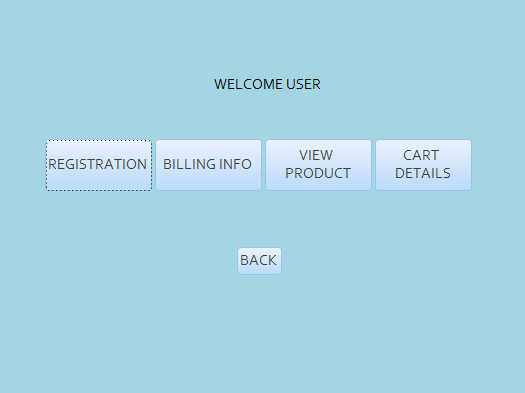 WELCOME USER
REGISTRATION
BILLING INFO
VIEW
PRODUCT
CART
DETAILS
BACK